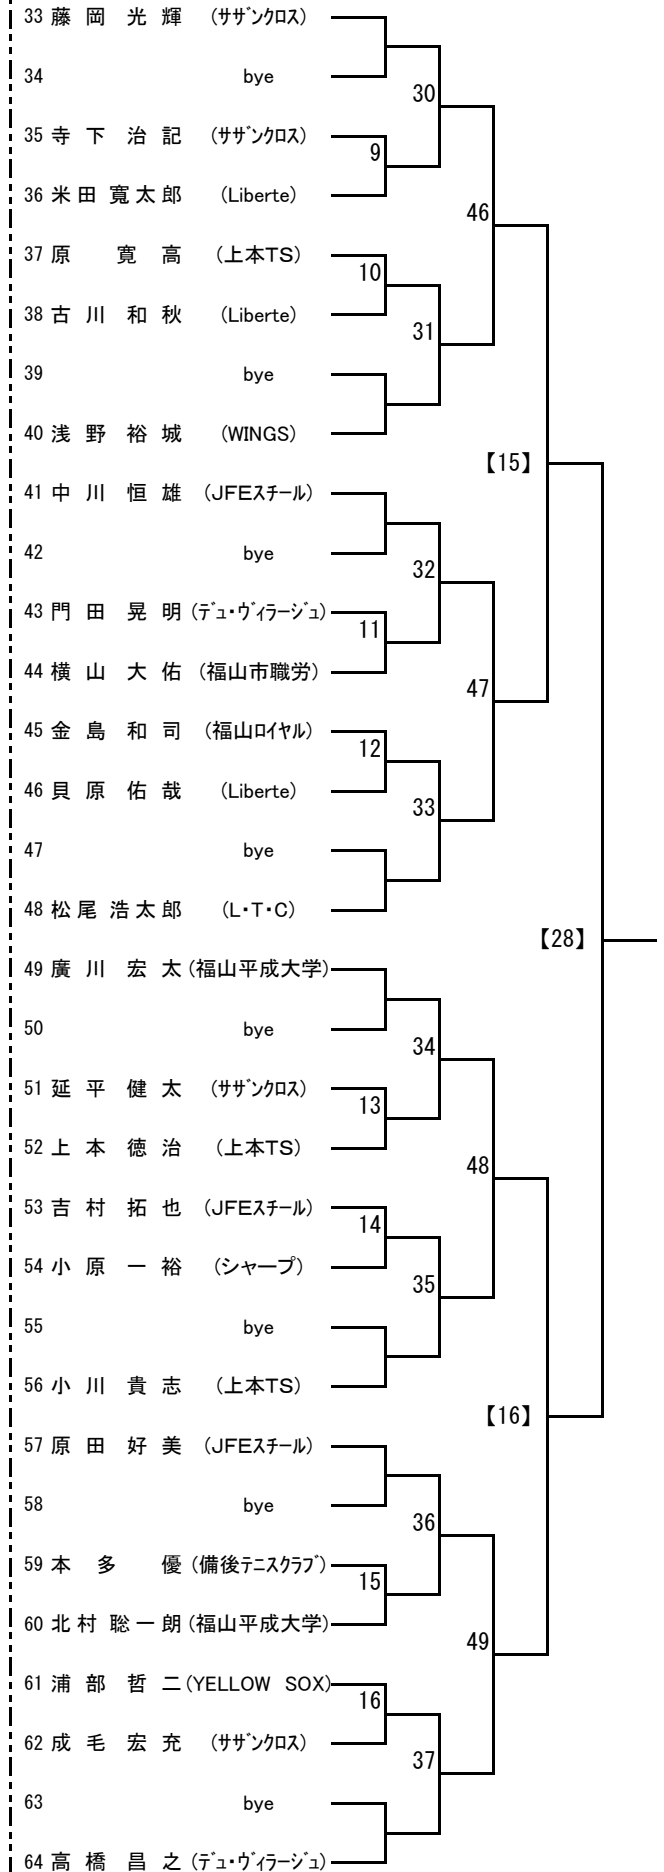 33 藤 岡 光 輝 (ｻｻﾞﾝｸﾛｽ)
34 bye
30
35 寺 下 治 記 (ｻｻﾞﾝｸﾛｽ)
9
36 米田 寛太郎 (Liberte)
46
37 原 寛 高 (上本TS)
10
38 古 川 和 秋 (Liberte)
31
39 bye
40 浅 野 裕 城 (WINGS)
【15】
41 中 川 恒 雄 (JFEｽﾁｰﾙ)
42 bye
32
43 門 田 晃 明 (ﾃﾞｭ・ｳﾞｨﾗｰｼﾞｭ)
11
44 横 山 大 佑 (福山市職労)
47
45 金 島 和 司 (福山ﾛｲﾔﾙ)
12
46 貝 原 佑 哉 (Liberte)
33
47 bye
48 松尾 浩太郎 (L・T・C)
【28】
49 廣 川 宏 太 (福山平成大学)
50 bye
34
51 延 平 健 太 (ｻｻﾞﾝｸﾛｽ)
13
52 上 本 徳 治 (上本TS)
48
53 吉 村 拓 也 (JFEｽﾁｰﾙ)
14
54 小 原 一 裕 (シャープ)
35
55 bye
56 小 川 貴 志 (上本TS)
【16】
57 原 田 好 美 (JFEｽﾁｰﾙ)
58 bye
36
59 本 多 優 (備後ﾃﾆｽｸﾗﾌﾞ)
15
60 北村 聡一朗 (福山平成大学)
49
61 浦 部 哲 二 (YELLOW SOX)
16
62 成 毛 宏 充 (ｻｻﾞﾝｸﾛｽ)
37
63 bye
64 高 橋 昌 之 (ﾃﾞｭ・ｳﾞｨﾗｰｼﾞｭ)